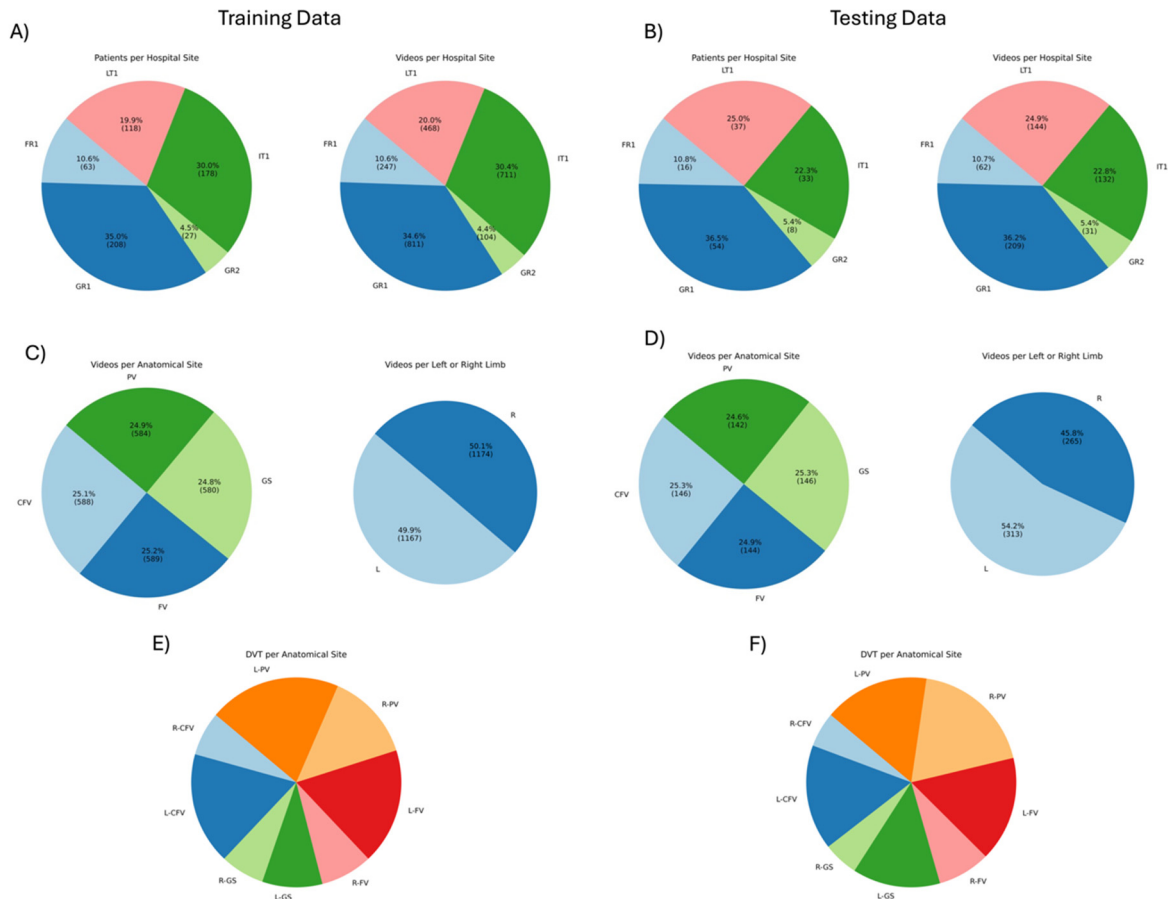 Training Data
Testing Data
A)
Patients per Hospital Site
LT1
19.9%
(118)
FR1
10.6%
(63)
30.0%
(178)
IT1
4.5%
(27)
35.0%
(208)
GR2
GR1
Videos per Hospital Site
LT1
20.0%
(468)
FR1
10.6%
(247)
30.4%
(711)
IT1
4.4%
(104)
34.6%
(811)
GR2
GR1
B)
Patients per Hospital Site
LT1
25.0%
(37)
FR1
10.8%
(16)
22.3%
(33)
IT1
5.4%
(8)
36.5%
(54)
GR2
GR1
Videos per Hospital Site
LT1
24.9%
(144)
FR1
10.7%
(62)
22.8%
(132)
IT1
5.4%
(31)
36.2%
(209)
GR2
GR1
C)
Videos per Anatomical Site
PV
24.9%
(584)
GS
24.8%
(580)
CFV
25.1%
(588)
25.2%
(589)
FV
Videos per Left or Right Limb
R
50.1%
(1174)
49.9%
(1167)
L
D)
Videos per Anatomical Site
PV
24.6%
(142)
GS
25.3%
(146)
CFV
25.3%
(146)
24.9%
(144)
FV
Videos per Left or Right Limb
R
45.8%
(265)
54.2%
(313)
L
E)
DVT per Anatomical Site
L-PV
R-PV
R-CFV
L-CFV
L-FV
R-GS
R-FV
L-GS
F)
DVT per Anatomical Site
L-PV
R-PV
R-CFV
L-CFV
L-FV
R-GS
R-FV
L-GS